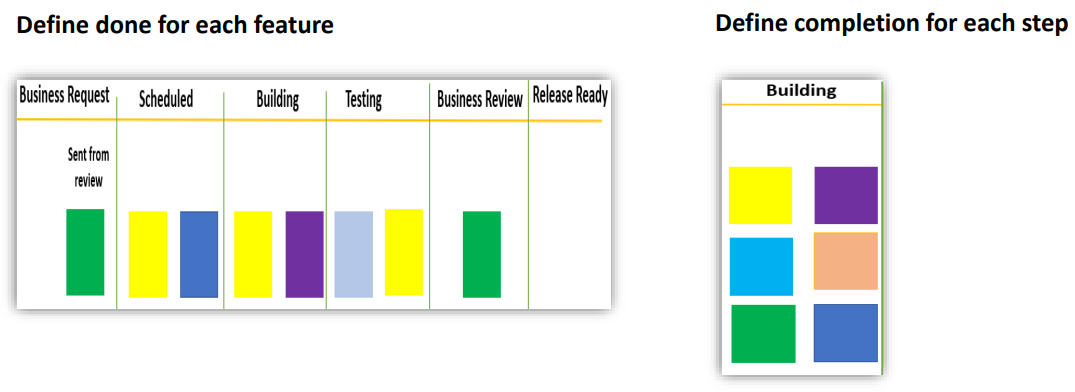 Define done for each feature
Define completion for each step
Business Request
Scheduled
Building
Testing
Business Review
Release Ready
Sent from
review
Building